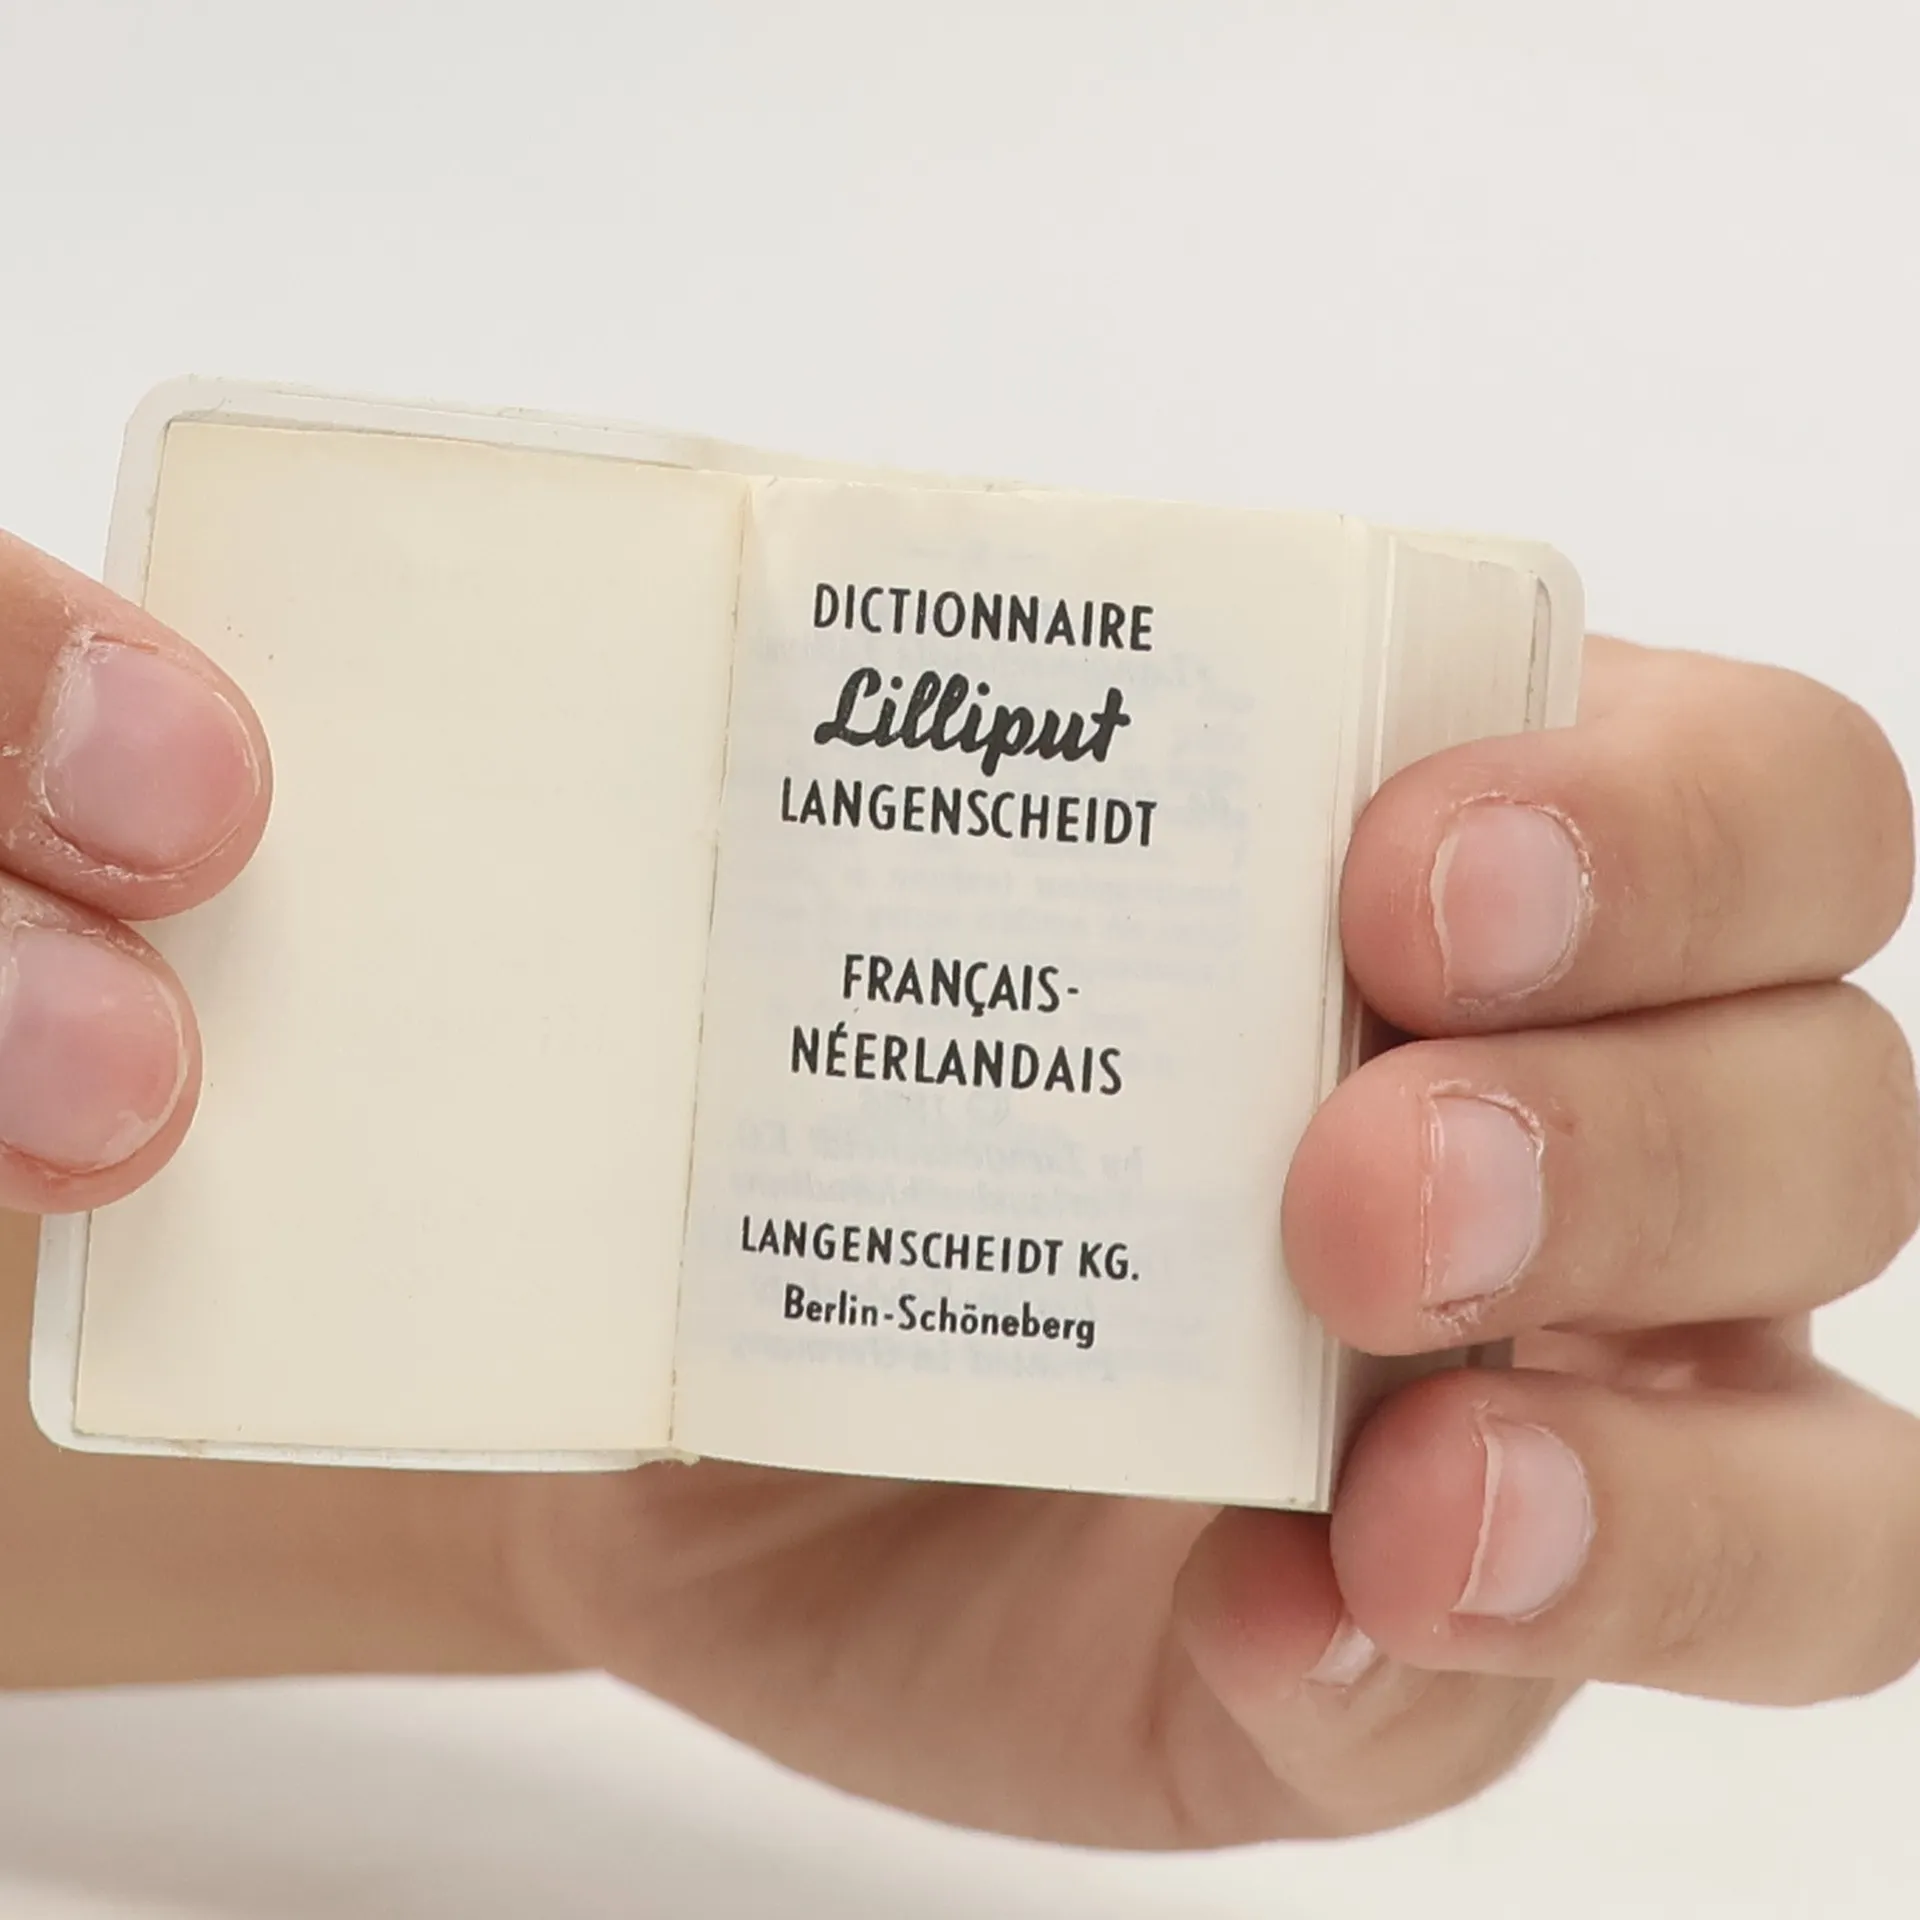 DICTIONNAIRE
Lilliput
LANGENSCHEIDT
FRANÇAIS-
NÉERLANDAIS
LANGENSCHEIDT KG.
Berlin-Schöneberg